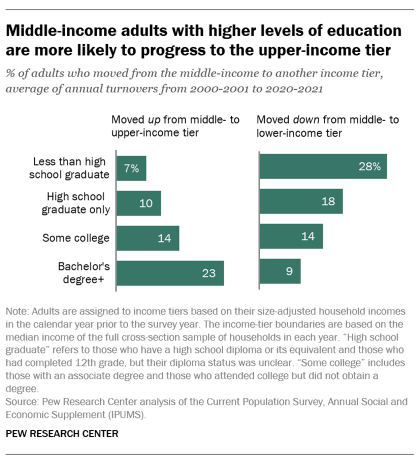 Middle-income adults with higher levels of education
are more likely to progress to the upper-income tier
% of adults who moved from the middle-income to another income tier,
average of annual turnovers from 2000-2001 to 2020-2021
Moved up from middle- to
upper-income tier
Moved down from middle- to
lower-income tier
Less than high
school graduate
7%
28%
High school
graduate only
10
18
Some college
14
14
Bachelor's
degree+
23
9
Note: Adults are assigned to income tiers based on their size-adjusted household incomes
in the calendar year prior to the survey year. The income-tier boundaries are based on the
median income of the full cross-section sample of households in each year. “High school
graduate” refers to those who have a high school diploma or its equivalent and those who
had completed 12th grade, but their diploma status was unclear. “Some college” includes
those with an associate degree and those who attended college but did not obtain a
degree.
Source: Pew Research Center analysis of the Current Population Survey, Annual Social and
Economic Supplement (IPUMS).
PEW RESEARCH CENTER